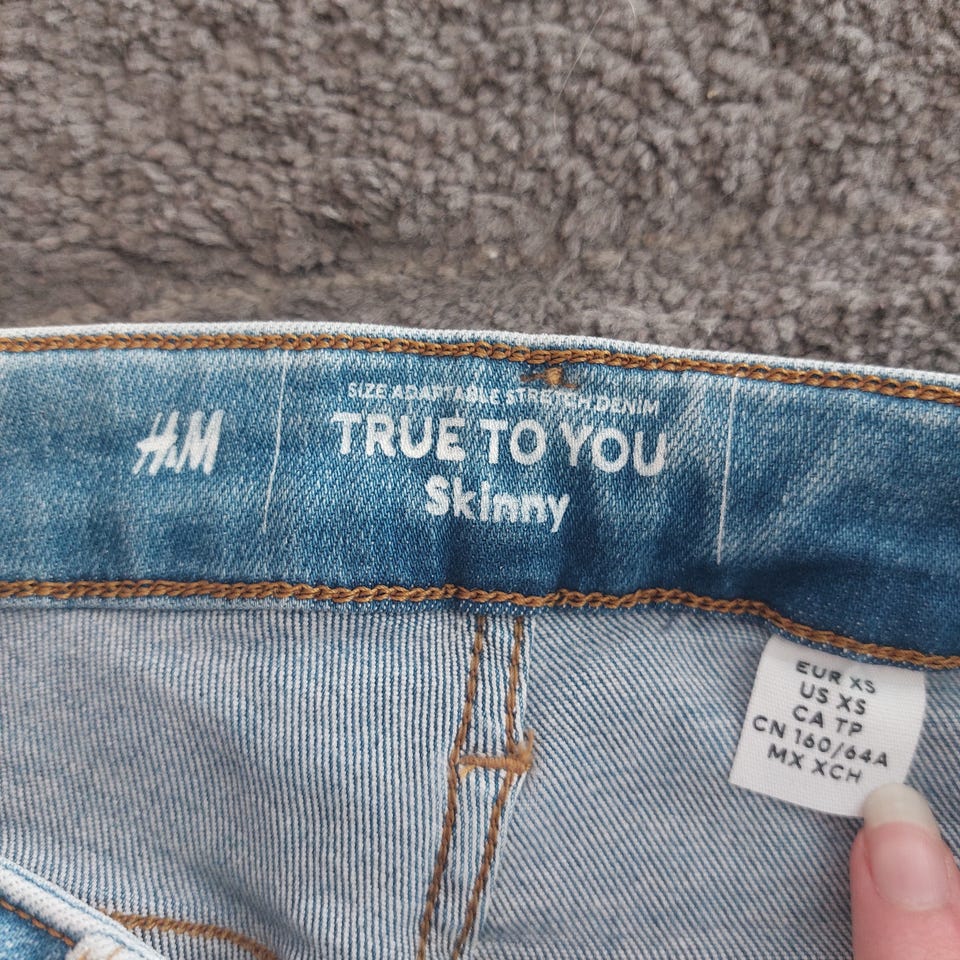 H&M
SIZE ADAPTABLE STRETCH DENIM
TRUE TO YOU
Skinny
EUR XS
US XS
CA TP
CN 160/64A
MX XCH